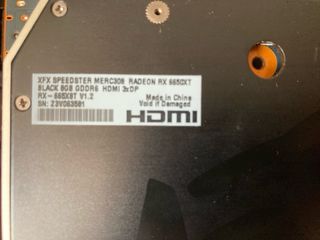 XFX SPEEDSTER MERC308 RADEON RX 6650XT
BLACK 8GB GDDR6 HDMI 3xDP
RX-665X8T V1.2
Made in China
SN: Z3V063581
Void if Damaged
HDMI